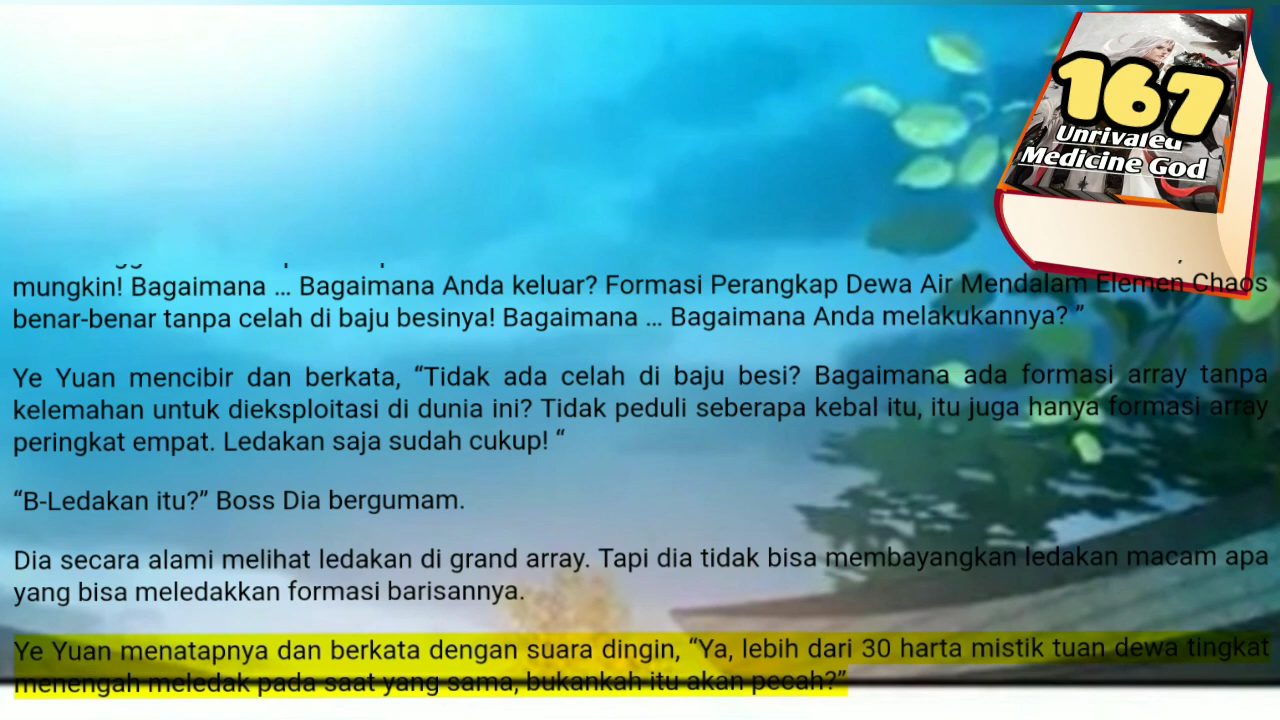 167
Unrivaled
Medicine God
mungkin! Bagaimana ... Bagaimana Anda keluar? Formasi Perangkap Dewa Air Mendalam Elemen Chaos
benar-benar tanpa celah di baju besinya! Bagaimana ... Bagaimana Anda melakukannya? ”
Ye Yuan mencibir dan berkata, “Tidak ada celah di baju besi? Bagaimana ada formasi array tanpa
kelemahan untuk dieksploitasi di dunia ini? Tidak peduli seberapa kebal itu, itu juga hanya formasi array
peringkat empat. Ledakan saja sudah cukup! “
“B-Ledakan itu?” Boss Dia bergumam.
Dia secara alami melihat ledakan di grand array. Tapi dia tidak bisa membayangkan ledakan macam apa
yang bisa meledakkan formasi barisannya.
Ye Yuan menatapnya dan berkata dengan suara dingin, “Ya, lebih dari 30 harta mistik tuan dewa tingkat
menengah meledak pada saat yang sama, bukankah itu akan pecah?”